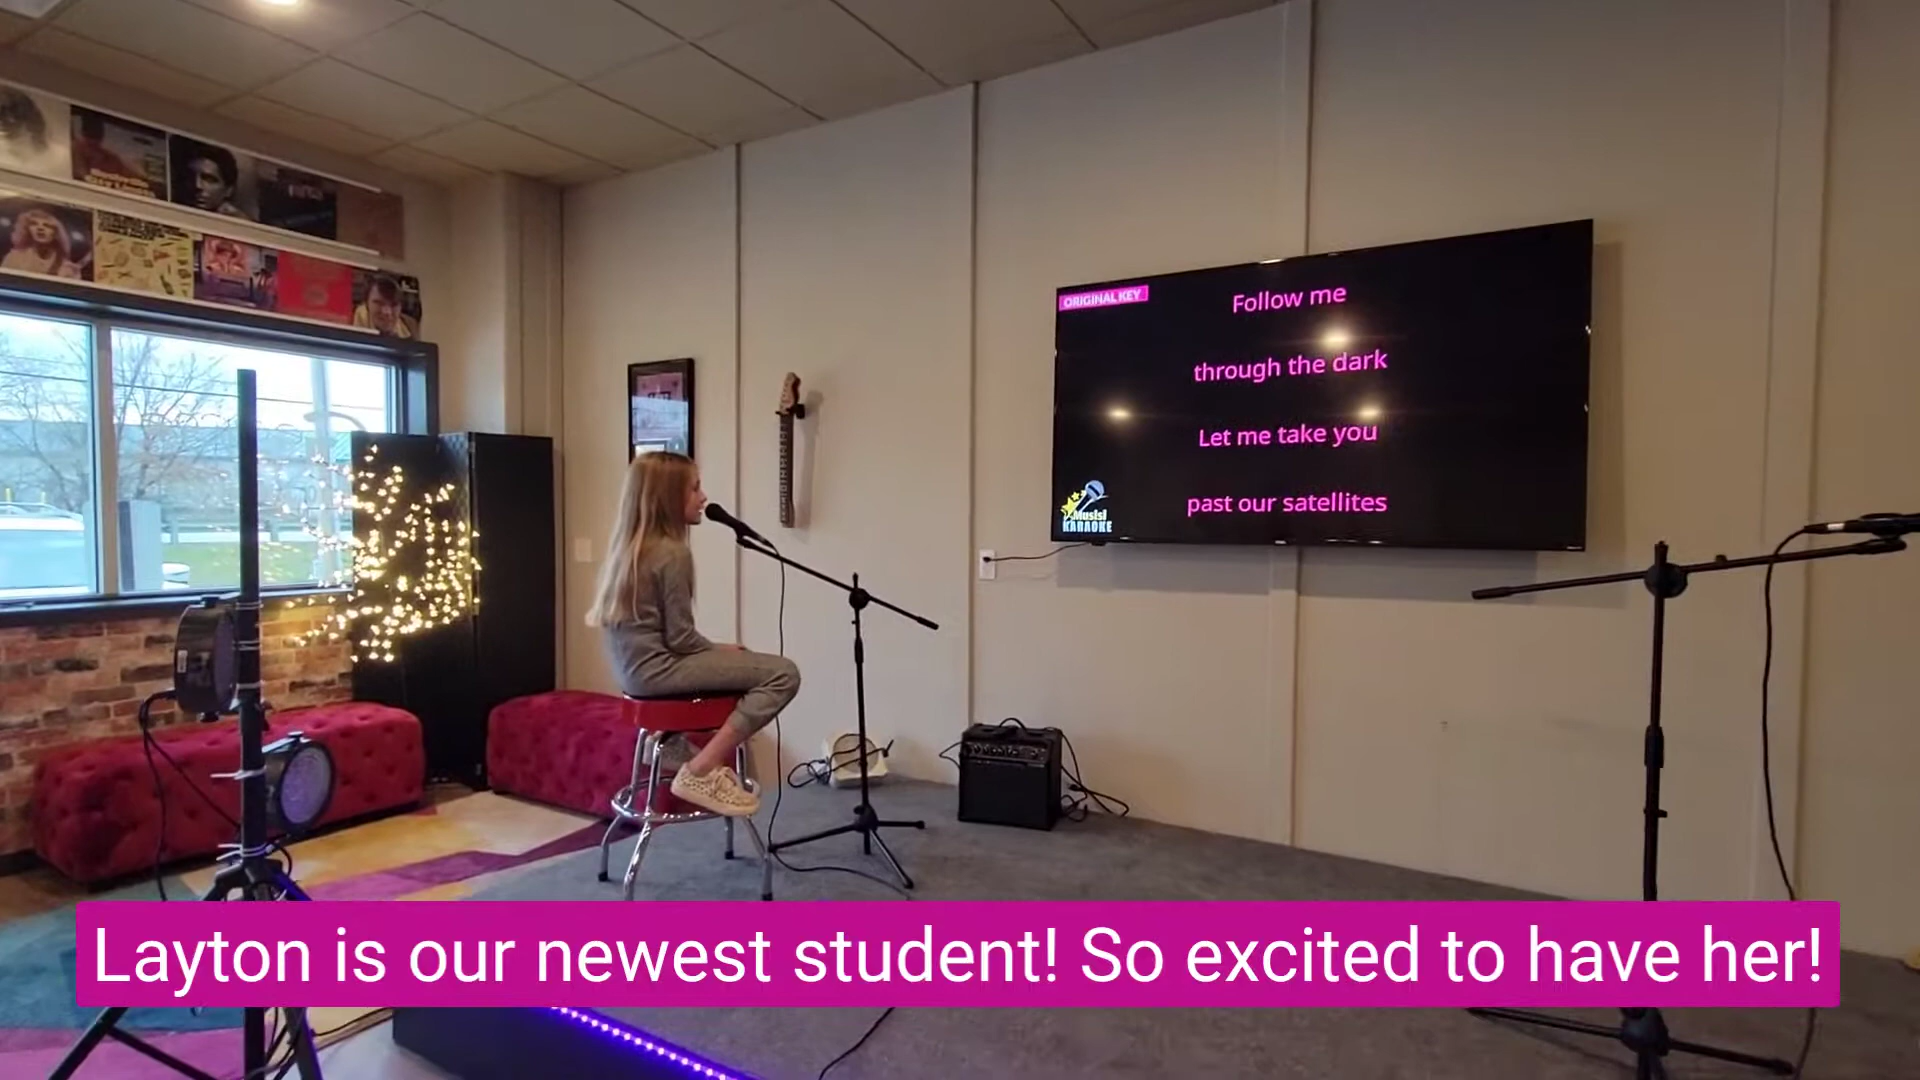 ORIGINAL KEY
Follow me
through the dark
Let me take you
past our satellites
Musisi
KARAOKE
Layton is our newest student! So excited to have her!